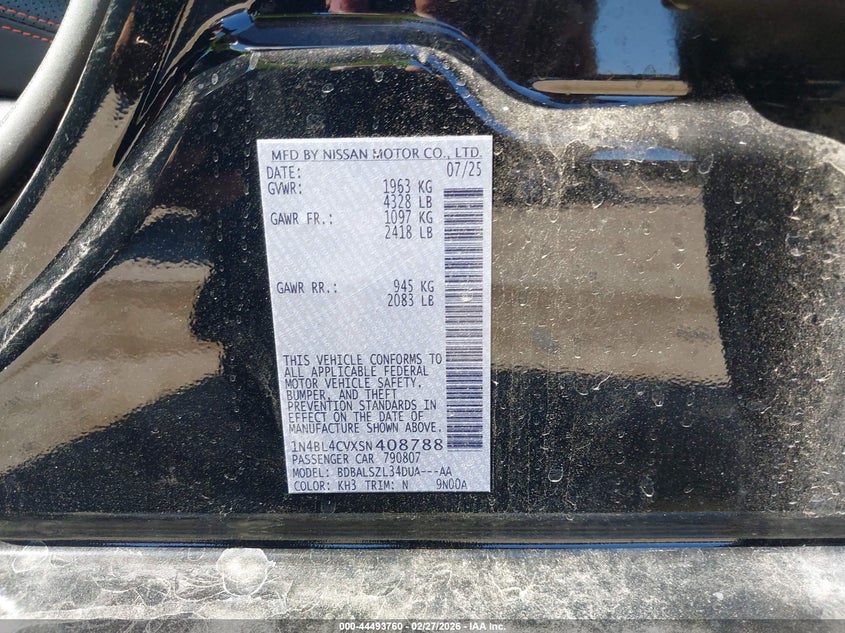 MFD BY NISSAN MOTOR CO., LTD.
DATE: 07/25
GVWR: 1963 KG
4328 LB
GAWR FR.: 1097 KG
2418 LB
GAWR RR.: 945 KG
2083 LB
THIS VEHICLE CONFORMS TO
ALL APPLICABLE FEDERAL
MOTOR VEHICLE SAFETY,
BUMPER, AND THEFT
PREVENTION STANDARDS IN
EFFECT ON THE DATE OF
MANUFACTURE SHOWN ABOVE.
1N4BL4CVXSN408788
PASSENGER CAR 790807
MODEL: BDBALSZL34DUA---AA
COLOR: KH3 TRIM: N 9N00A
000-44493760 - 02/27/2026 - IAA Inc.